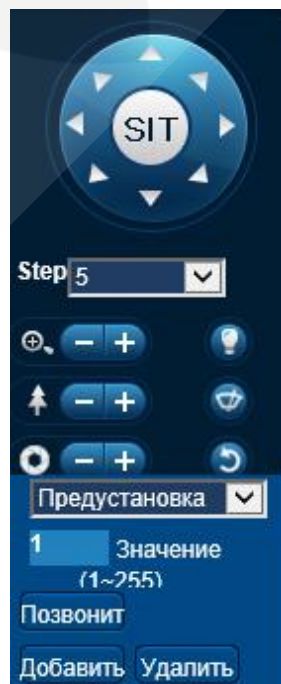 SIT
Step 5
Предустановка
1 Значение
(1~255)
Позвонит
Добавить Удалить